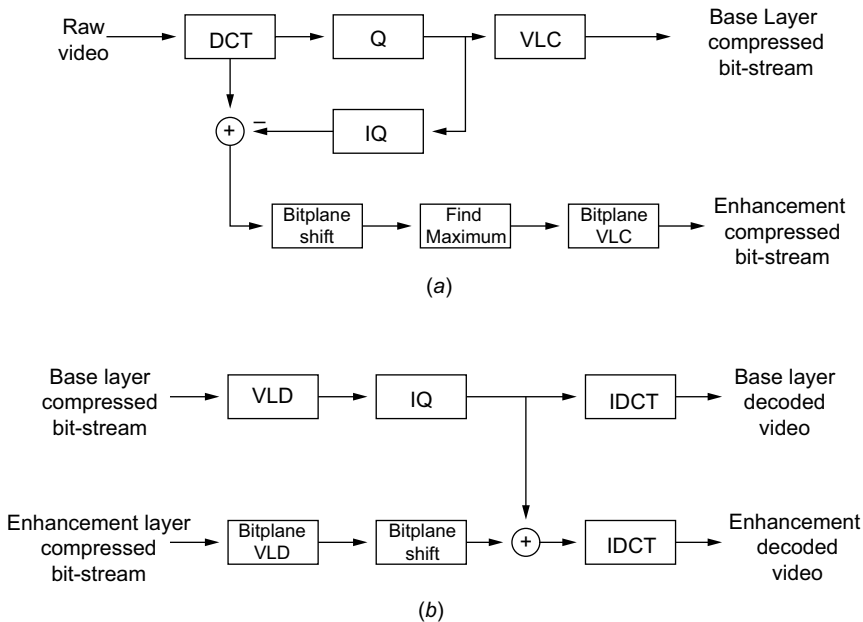 Raw
video
DCT
Q
VLC
Base Layer
compressed
bit-stream
+
–
IQ
Bitplane
shift
Find
Maximum
Bitplane
VLC
Enhancement
compressed
bit-stream
(a)
Base layer
compressed
bit-stream
VLD
IQ
IDCT
Base layer
decoded
video
Enhancement layer
compressed
bit-stream
Bitplane
VLD
Bitplane
shift
+
IDCT
Enhancement
decoded
video
(b)